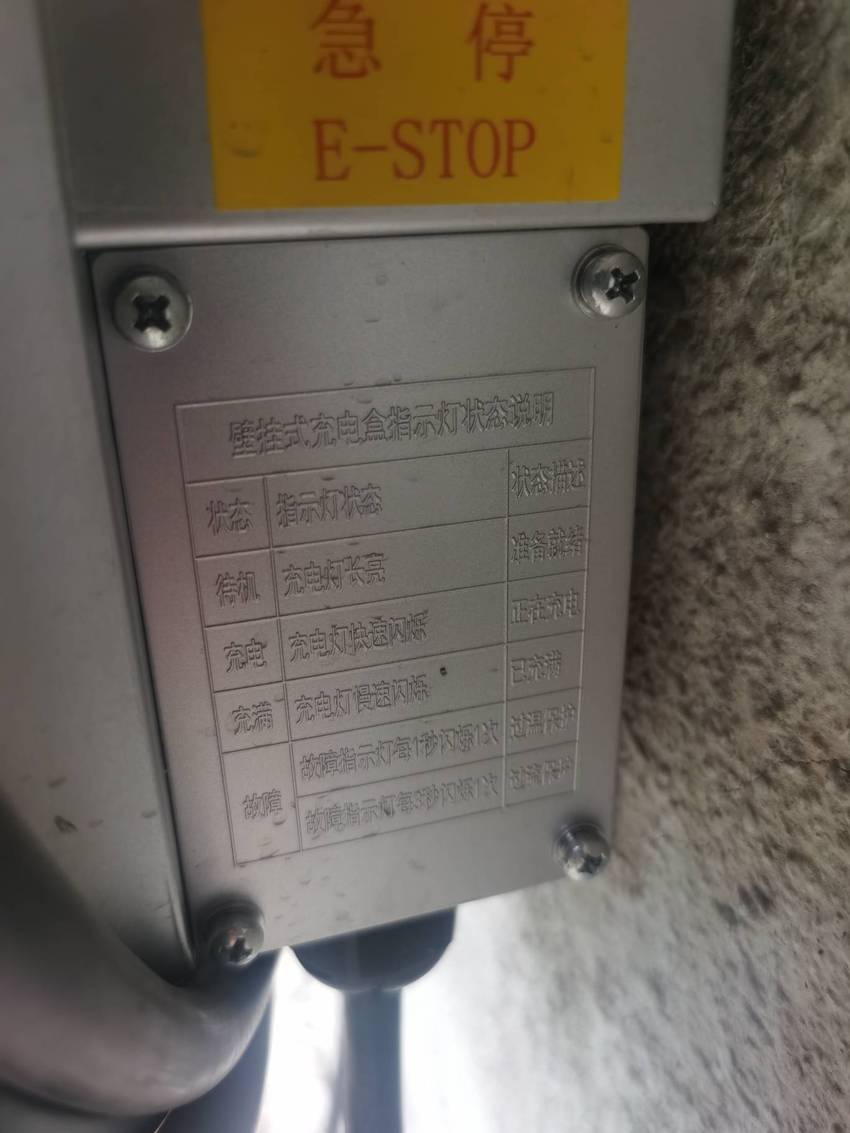 急 停
E-STOP
壁挂式充电盒指示灯状态说明
状态 指示灯状态 状态描述
待机 充电灯长亮 准备就绪
充电 充电灯快速闪烁 正在充电
充满 充电灯慢速闪烁 已充满
故障 故障指示灯每1秒闪烁1次 过温保护
故障指示灯每3秒闪烁1次 过流保护